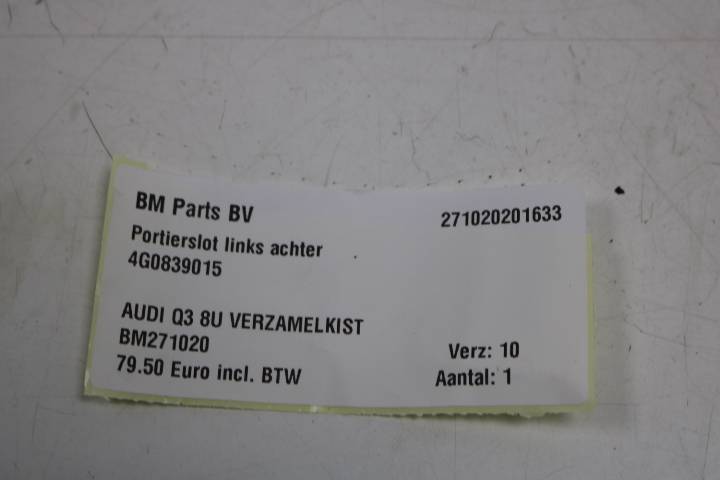 BM Parts BV 271020201633
Portierslot links achter
4G0839015
AUDI Q3 8U VERZAMELKIST
BM271020 Verz: 10
79.50 Euro incl. BTW Aantal: 1